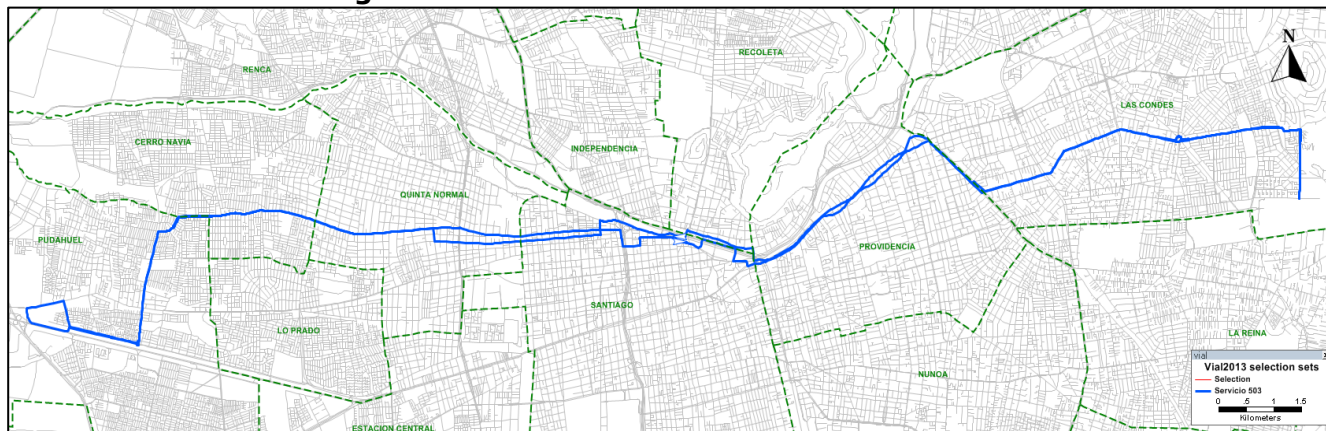 RECOLETA
N
RENCA
LAS CONDES
CERRO NAVIA
INDEPENDENCIA
QUINTA NORMAL
PUDAHUEL
PROVIDENCIA
SANTIAGO
LO PRADO
LA REINA
NUNOA
ESTACION CENTRAL
vial
Vial2013 selection sets
Selection
Servicio 503
0 .5 1 1.5
Kilometers